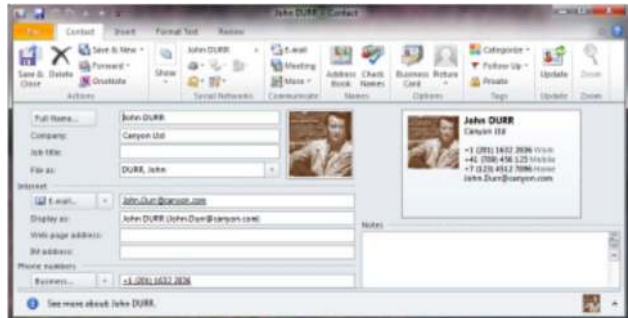 John DURR - Contact
File Contact Insert Format Text Review
Save & Close
Delete
Save & New
Forward
OneNote
Actions
Show
John DURR
Social Networks
E-mail
Meeting
More
Communicate
Address Book
Check Names
Names
Business Card
Picture
Options
Categorize
Follow Up
Private
Tags
Update
Update
Zoom
Zoom
Full Name... John DURR
Company: Canyon Ltd
Job title:
File as: DURR, John
Internet
E-mail... John.Durr@canyon.com
Display as: John DURR (John.Durr@canyon.com)
Web page address:
IM address:
Phone numbers
Business... +1 (201) 1632 2036
John DURR
Canyon ltd
+1 (201) 1632 2036 Work
+41 (788) 456 125 Mobile
+7 (123) 4312 7896 Home
John.Durr@canyon.com
Notes
See more about: John DURR.